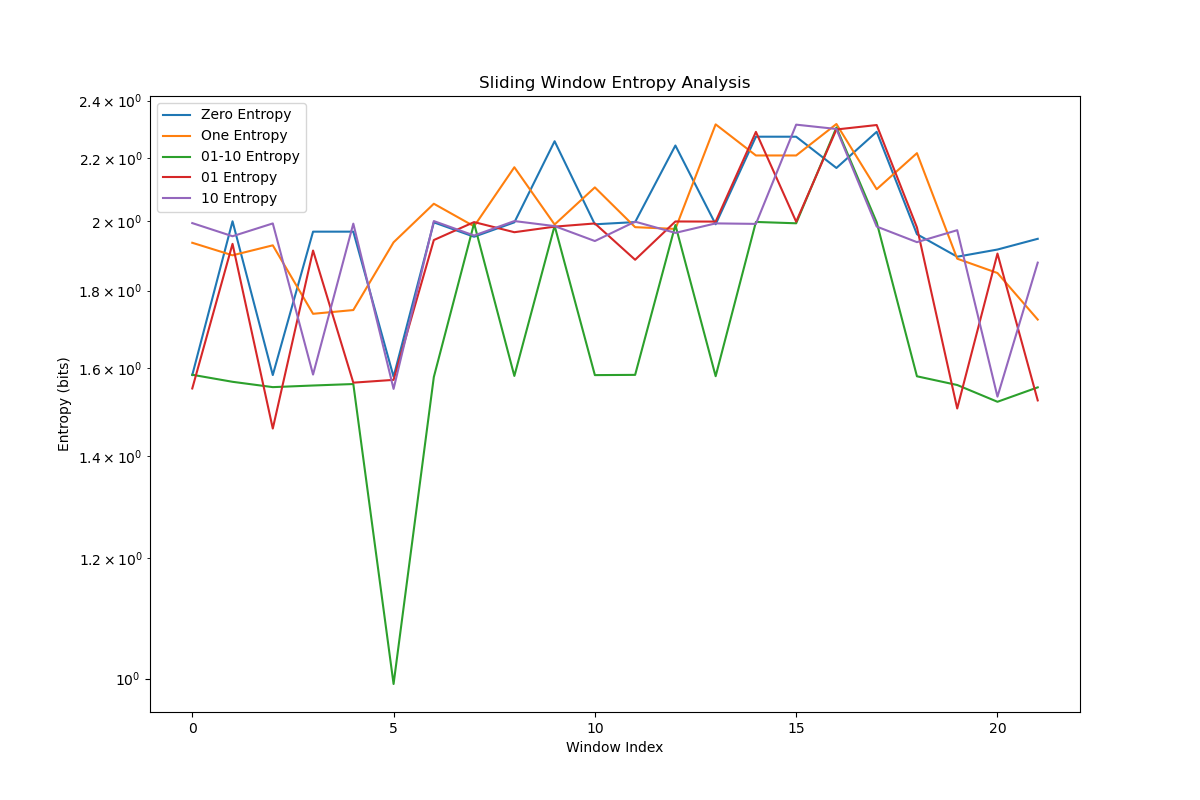 Sliding Window Entropy Analysis
Zero Entropy
One Entropy
01-10 Entropy
01 Entropy
10 Entropy
2.4 × 10⁰
2.2 × 10⁰
2 × 10⁰
1.8 × 10⁰
1.6 × 10⁰
1.4 × 10⁰
1.2 × 10⁰
10⁰
Entropy (bits)
0 5 10 15 20
Window Index